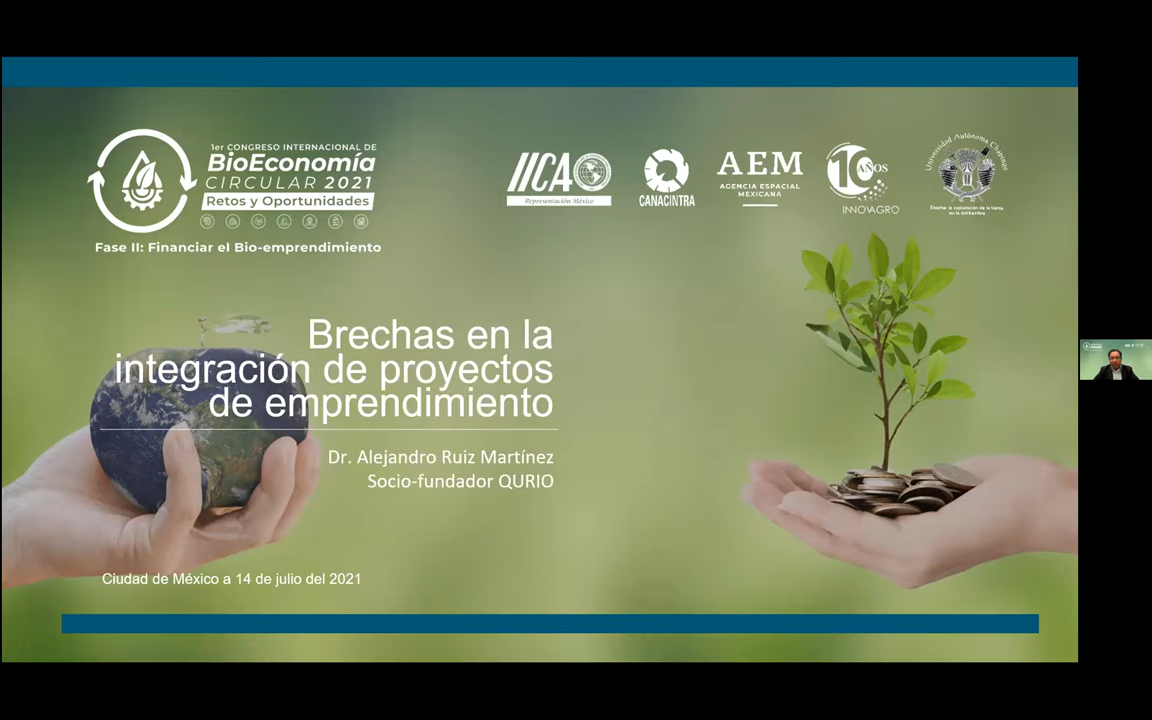 1er CONGRESO INTERNACIONAL DE
BioEconomía
CIRCULAR 2021
Retos y Oportunidades
Fase II: Financiar el Bio-emprendimiento
IICA
Representación México
CANACINTRA
AEM
AGENCIA ESPACIAL
MEXICANA
10 AÑOS
INNOVAGRO
Universidad Autónoma Chapingo
Enseñar la explotación de la tierra,
no la del hombre
Brechas en la
integración de proyectos
de emprendimiento
Dr. Alejandro Ruiz Martínez
Socio-fundador QURIO
Ciudad de México a 14 de julio del 2021